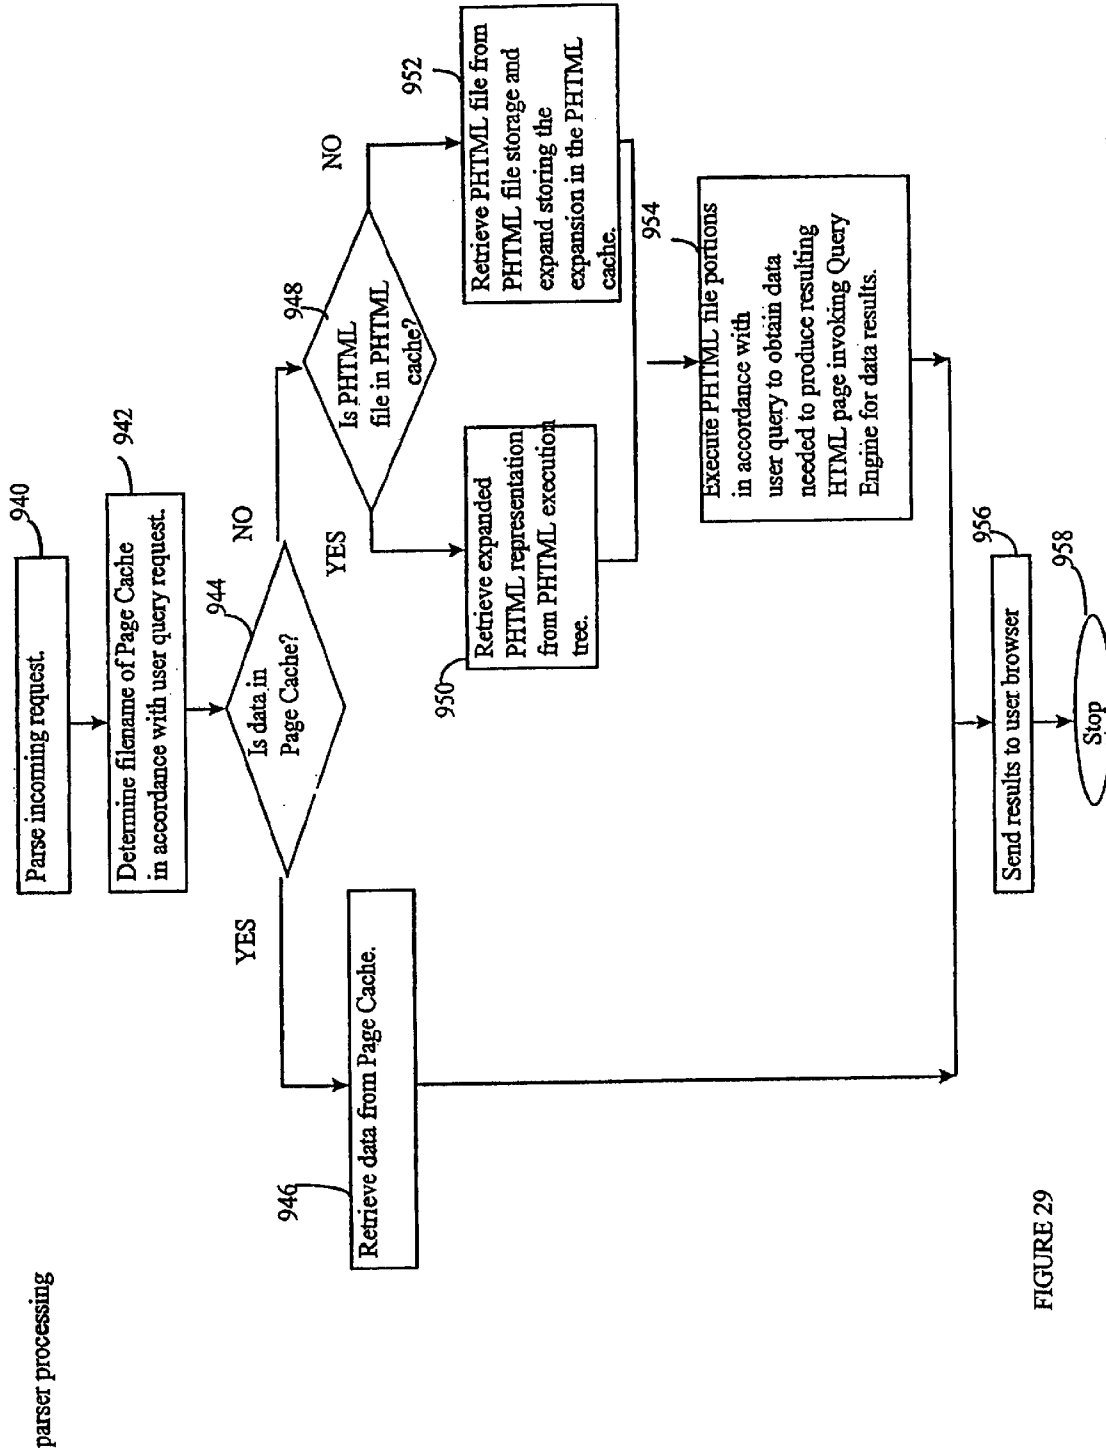 parser processing
940
Parse incoming request.
942
Determine filename of Page Cache
in accordance with user query request.
944
Is data in
Page Cache?
YES
NO
946
Retrieve data from Page Cache.
948
Is PHTML
file in PHTML
cache?
YES
NO
950
Retrieve expanded
PHTML representation
from PHTML execution
tree.
952
Retrieve PHTML file from
PHTML file storage and
expand storing the
expansion in the PHTML
cache.
954
Execute PHTML file portions
in accordance with
user query to obtain data
needed to produce resulting
HTML page invoking Query
Engine for data results.
956
Send results to user browser
958
Stop
FIGURE 29